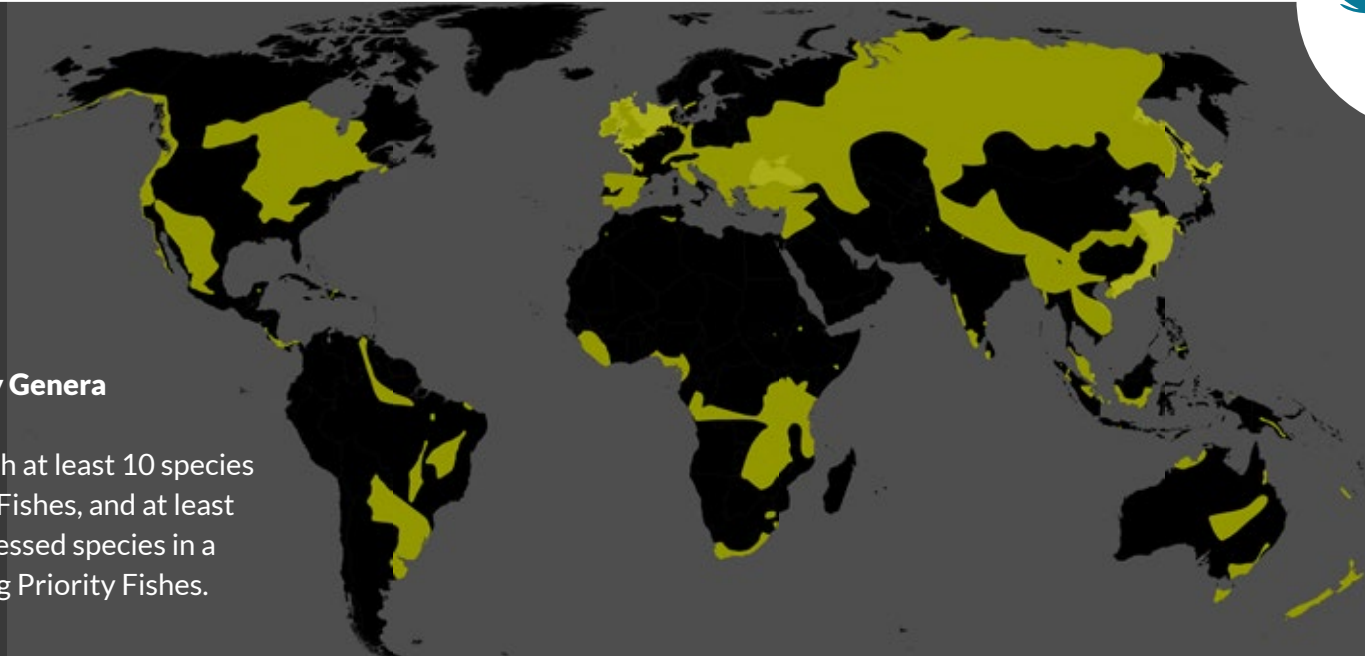 Genera
h at least 10 species
Fishes, and at least
essed species in a
g Priority Fishes.